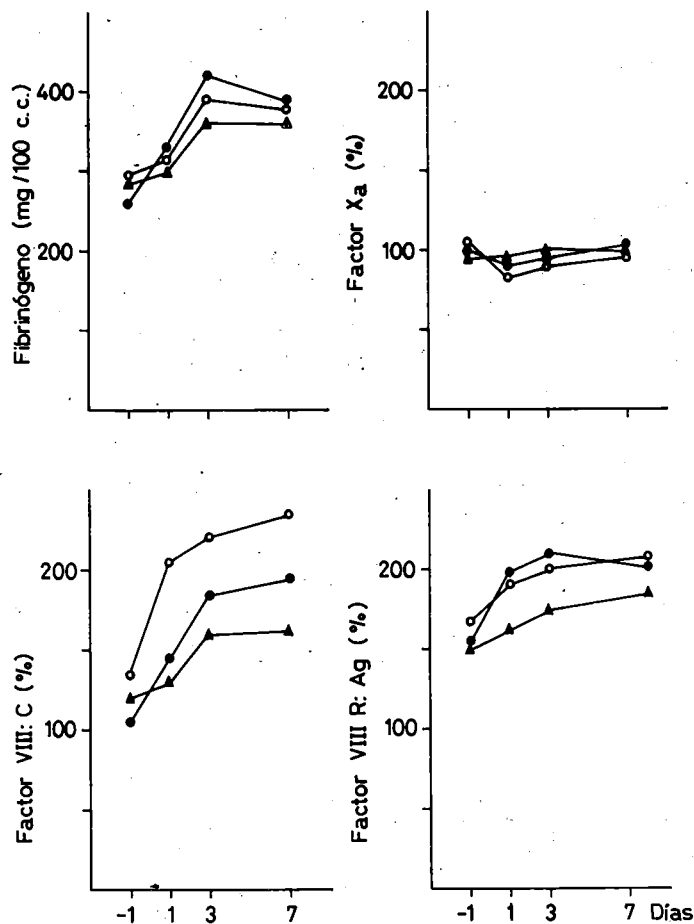 Fibrinógeno (mg/100 c.c.)
400
200
Factor Xa (%)
200
100
Factor VIII: C (%)
200
100
-1 1 3 7
Factor VIII R: Ag (%)
200
100
-1 1 3 7 Días